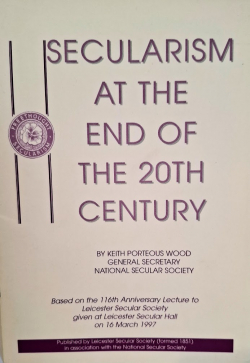 SECULARISM
AT THE
END OF
THE 20TH
CENTURY
FREETHOUGHT
SECULARISM
BY KEITH PORTEOUS WOOD
GENERAL SECRETARY
NATIONAL SECULAR SOCIETY
Based on the 116th Anniversary Lecture to
Leicester Secular Society
given at Leicester Secular Hall
on 16 March 1997
Published by Leicester Secular Society (formed 1851)
in association with the National Secular Society